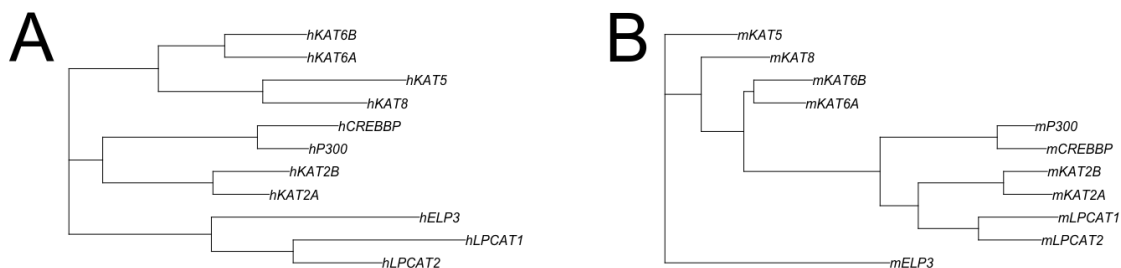 A
hKAT6B
hKAT6A
hKAT5
hKAT8
hCREBBP
hP300
hKAT2B
hKAT2A
hELP3
hLPCAT1
hLPCAT2
B
mKAT5
mKAT8
mKAT6B
mKAT6A
mP300
mCREBBP
mKAT2B
mKAT2A
mLPCAT1
mLPCAT2
mELP3